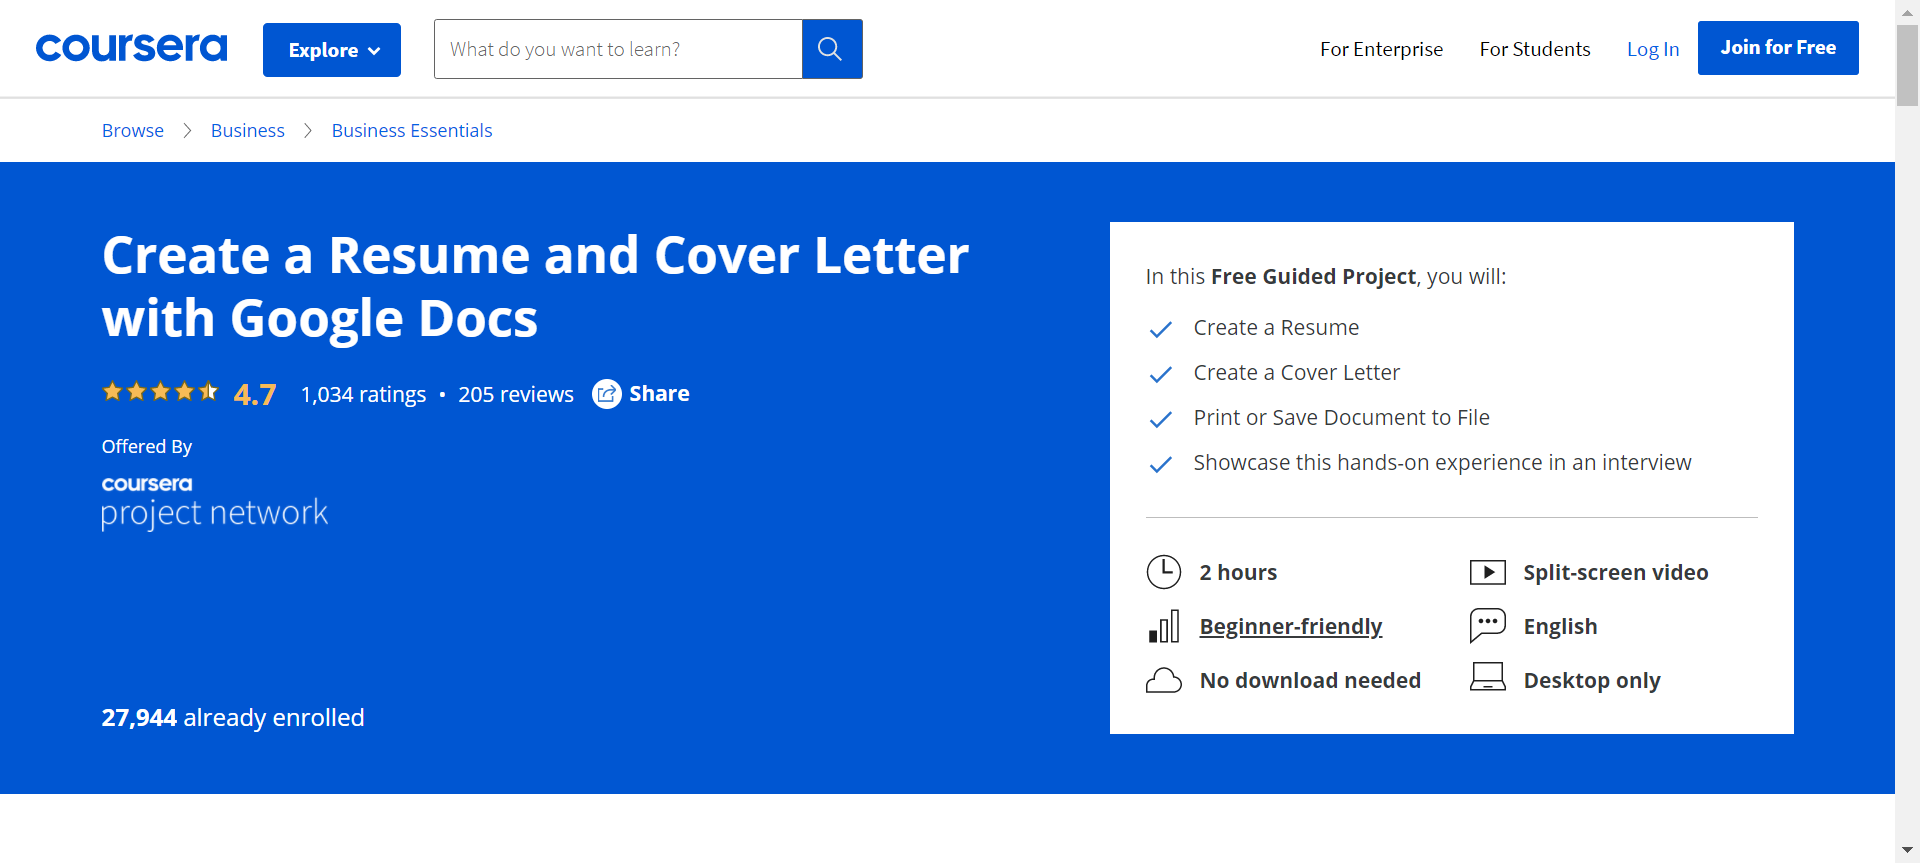 coursera
Explore
What do you want to learn?
For Enterprise
For Students
Log In
Join for Free
Browse
Business
Business Essentials
Create a Resume and Cover Letter
with Google Docs
4.7
1,034 ratings • 205 reviews
Share
Offered By
coursera
project network
27,944 already enrolled
In this Free Guided Project, you will:
Create a Resume
Create a Cover Letter
Print or Save Document to File
Showcase this hands-on experience in an interview
2 hours
Split-screen video
Beginner-friendly
English
No download needed
Desktop only